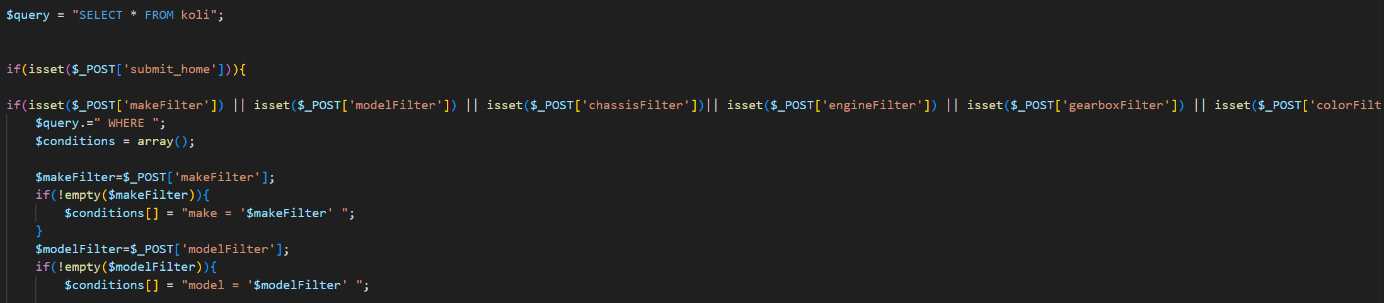 $query = "SELECT * FROM koli";
if(isset($_POST['submit_home'])){
if(isset($_POST['makeFilter']) || isset($_POST['modelFilter']) || isset($_POST['chassisFilter'])|| isset($_POST['engineFilter']) || isset($_POST['gearboxFilter']) || isset($_POST['colorFilt
$query.=" WHERE ";
$conditions = array();
$makeFilter=$_POST['makeFilter'];
if(!empty($makeFilter)){
$conditions[] = "make = '$makeFilter' ";
}
$modelFilter=$_POST['modelFilter'];
if(!empty($modelFilter)){
$conditions[] = "model = '$modelFilter' ";